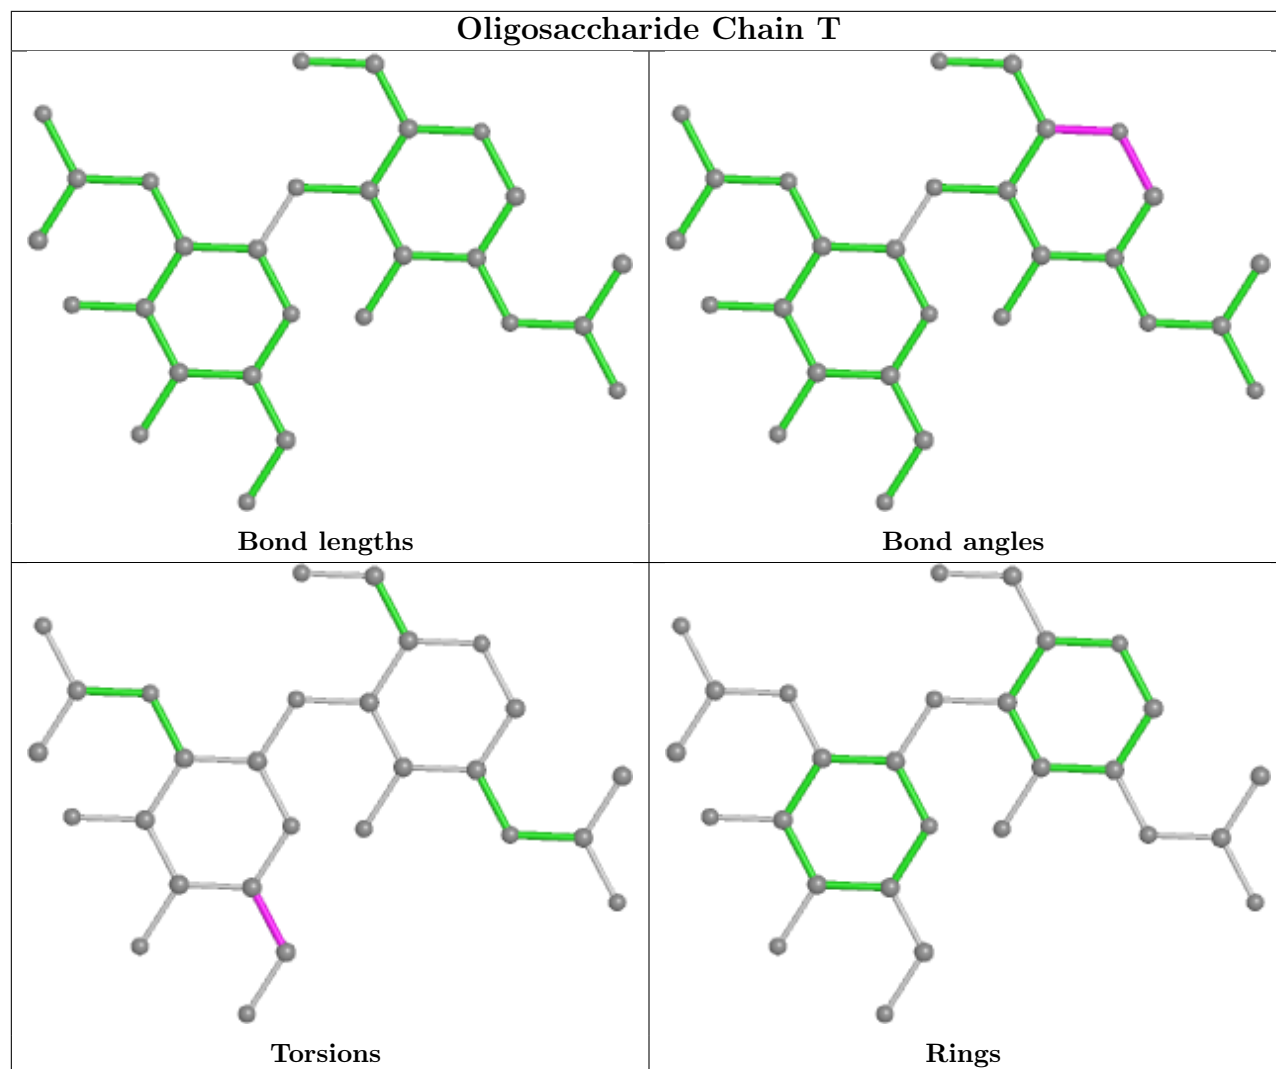 Oligosaccharide Chain T
Bond lengths
Bond angles
Torsions
Rings